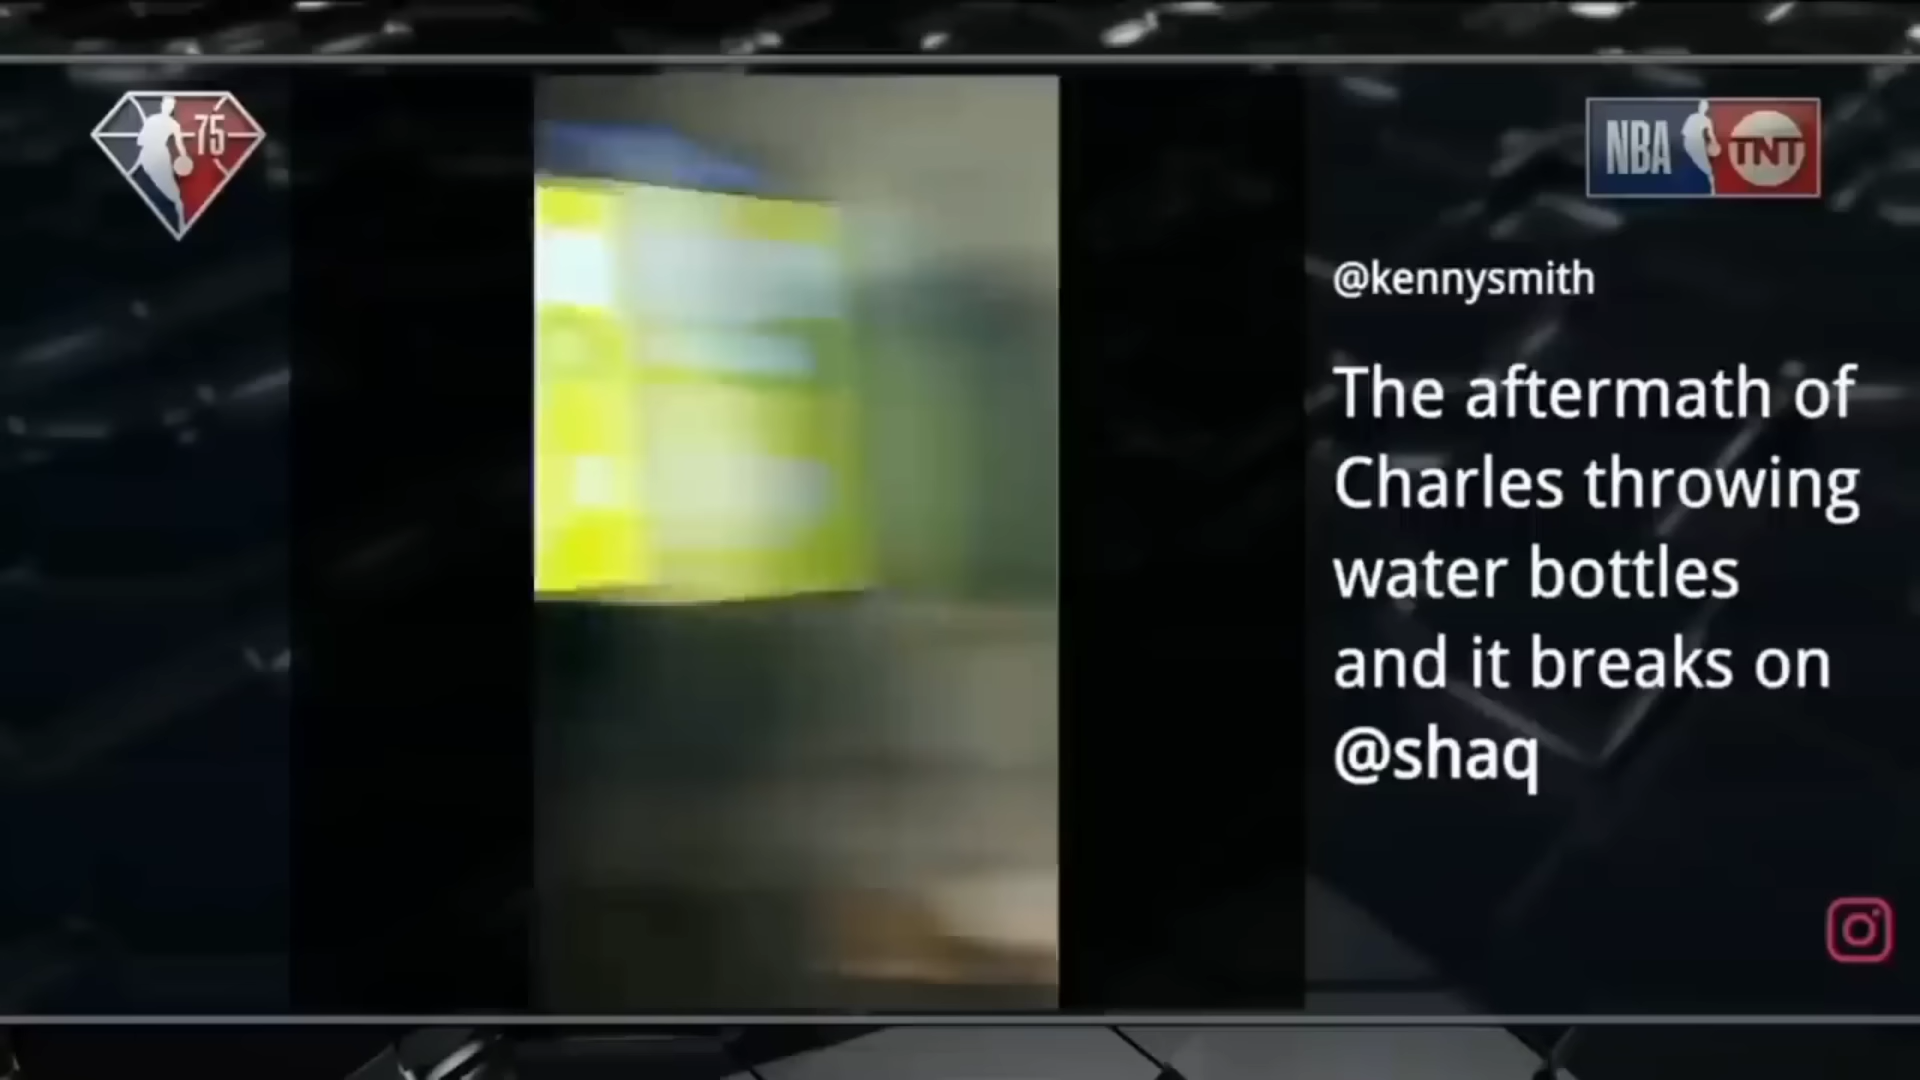 75
NBA TNT
@kennysmith
The aftermath of
Charles throwing
water bottles
and it breaks on
@shaq